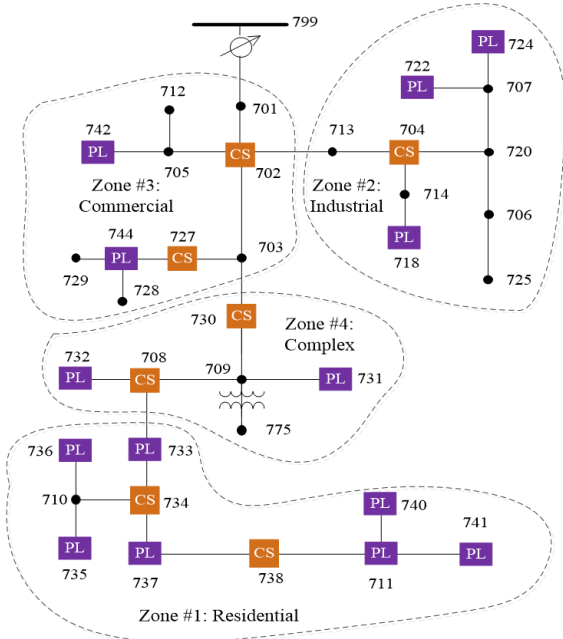 799
724
722
707
712
701
742
713
704
PL
PL
PL
CS
CS
720
705
702
Zone #3:
Commercial
Zone #2:
Industrial
714
706
744
727
703
PL
CS
PL
718
729
728
725
730
CS
Zone #4:
Complex
732
708
709
PL
CS
PL
731
775
736
PL
PL
733
710
CS
734
740
PL
741
PL
PL
CS
PL
PL
735
737
738
711
Zone #1: Residential